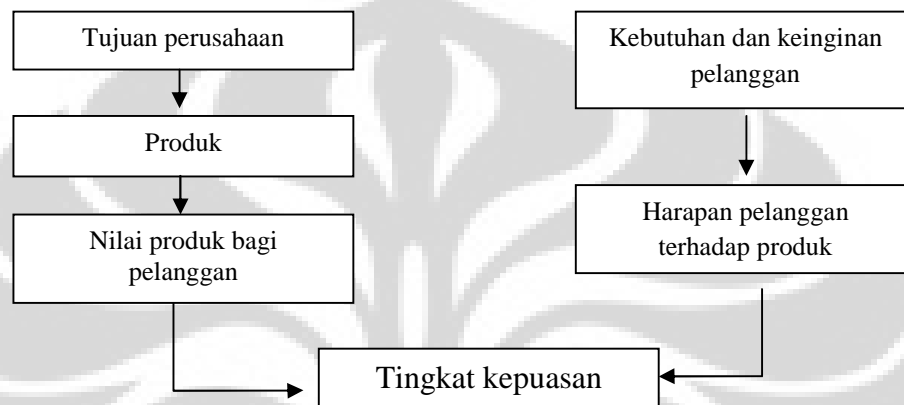 Tujuan perusahaan
Produk
Nilai produk bagi
pelanggan
Kebutuhan dan keinginan
pelanggan
Harapan pelanggan
terhadap produk
Tingkat kepuasan